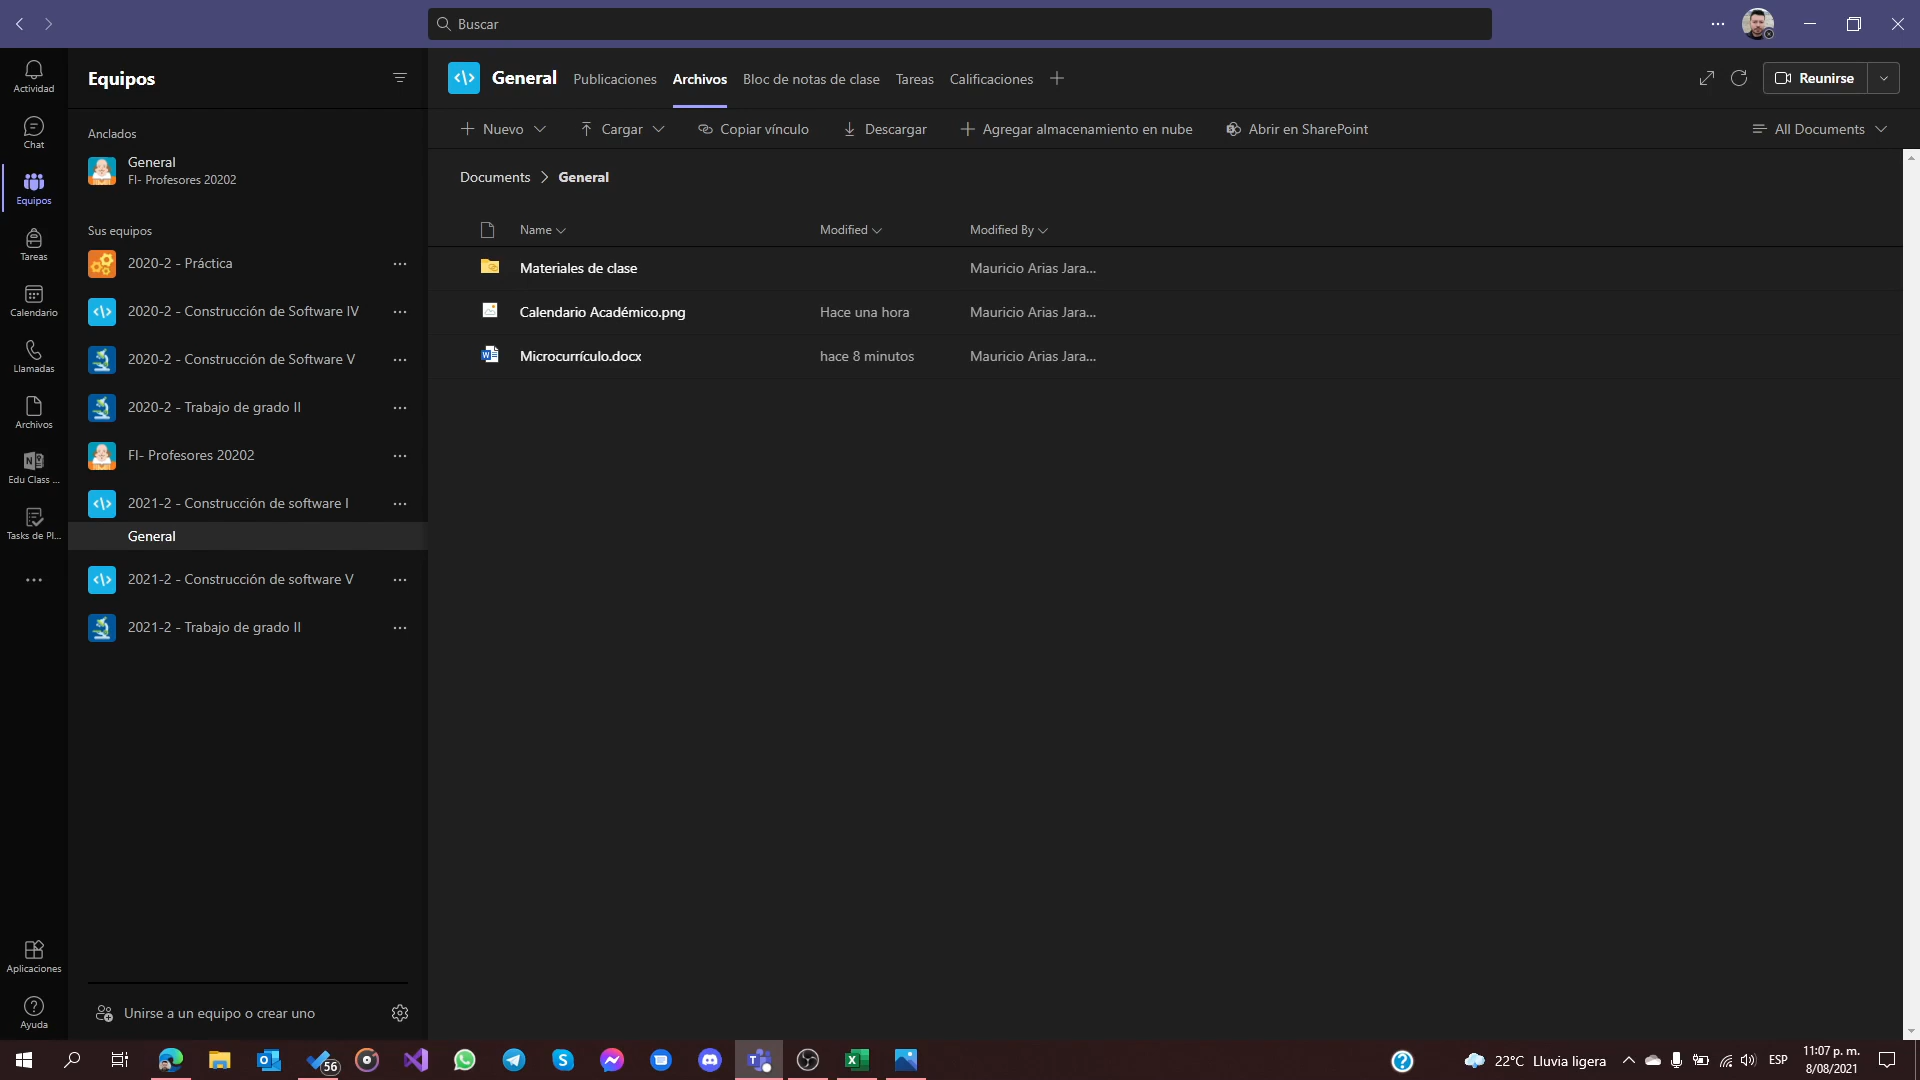 Buscar
Actividad
Chat
Equipos
Tareas
Calendario
Llamadas
Archivos
Edu Class ...
Tasks de Pl...
Aplicaciones
Ayuda
Equipos
Anclados
General
FI- Profesores 20202
Sus equipos
2020-2 - Práctica
2020-2 - Construcción de Software IV
2020-2 - Construcción de Software V
2020-2 - Trabajo de grado II
FI- Profesores 20202
2021-2 - Construcción de software I
General
2021-2 - Construcción de software V
2021-2 - Trabajo de grado II
Unirse a un equipo o crear uno
General Publicaciones Archivos Bloc de notas de clase Tareas Calificaciones
Reunirse
Nuevo Cargar Copiar vínculo Descargar Agregar almacenamiento en nube Abrir en SharePoint All Documents
Documents > General
Name Modified Modified By
Materiales de clase Mauricio Arias Jara...
Calendario Académico.png Hace una hora Mauricio Arias Jara...
Microcurrículo.docx hace 8 minutos Mauricio Arias Jara...
56
22°C Lluvia ligera
ESP
11:07 p. m.
8/08/2021